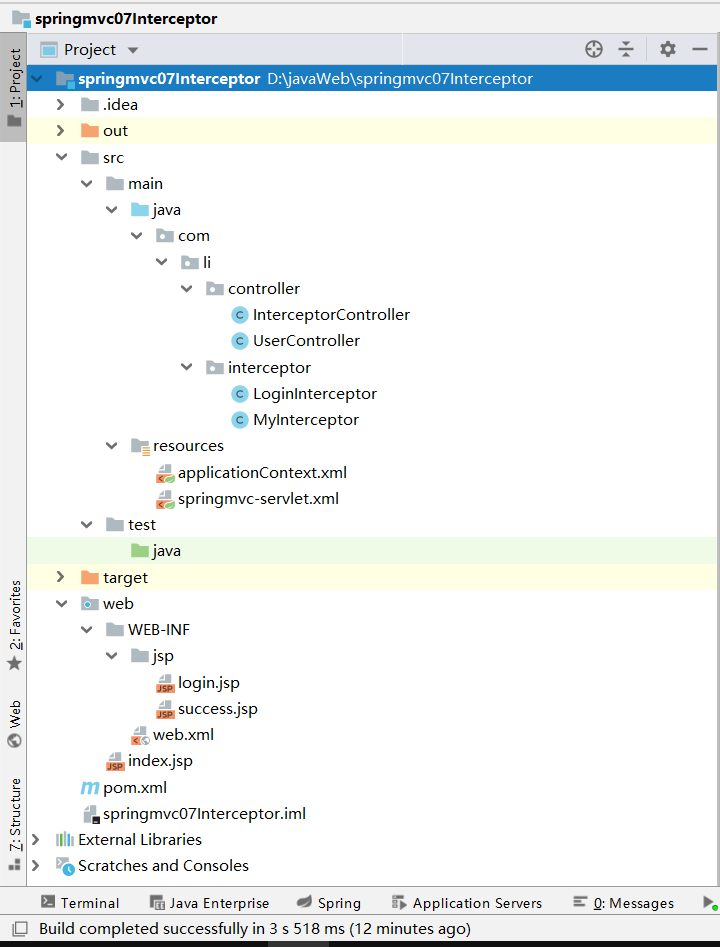 springmvc07Interceptor
Project
springmvc07Interceptor D:\javaWeb\springmvc07Interceptor
.idea
out
src
main
java
com
li
controller
C InterceptorController
C UserController
interceptor
C LoginInterceptor
C MyInterceptor
resources
applicationContext.xml
springmvc-servlet.xml
test
java
target
web
WEB-INF
jsp
JSP login.jsp
JSP success.jsp
web.xml
JSP index.jsp
m pom.xml
springmvc07Interceptor.iml
External Libraries
Scratches and Consoles
1: Project
2: Favorites
Web
7: Structure
Terminal Java Enterprise Spring Application Servers 0: Messages
Build completed successfully in 3 s 518 ms (12 minutes ago)